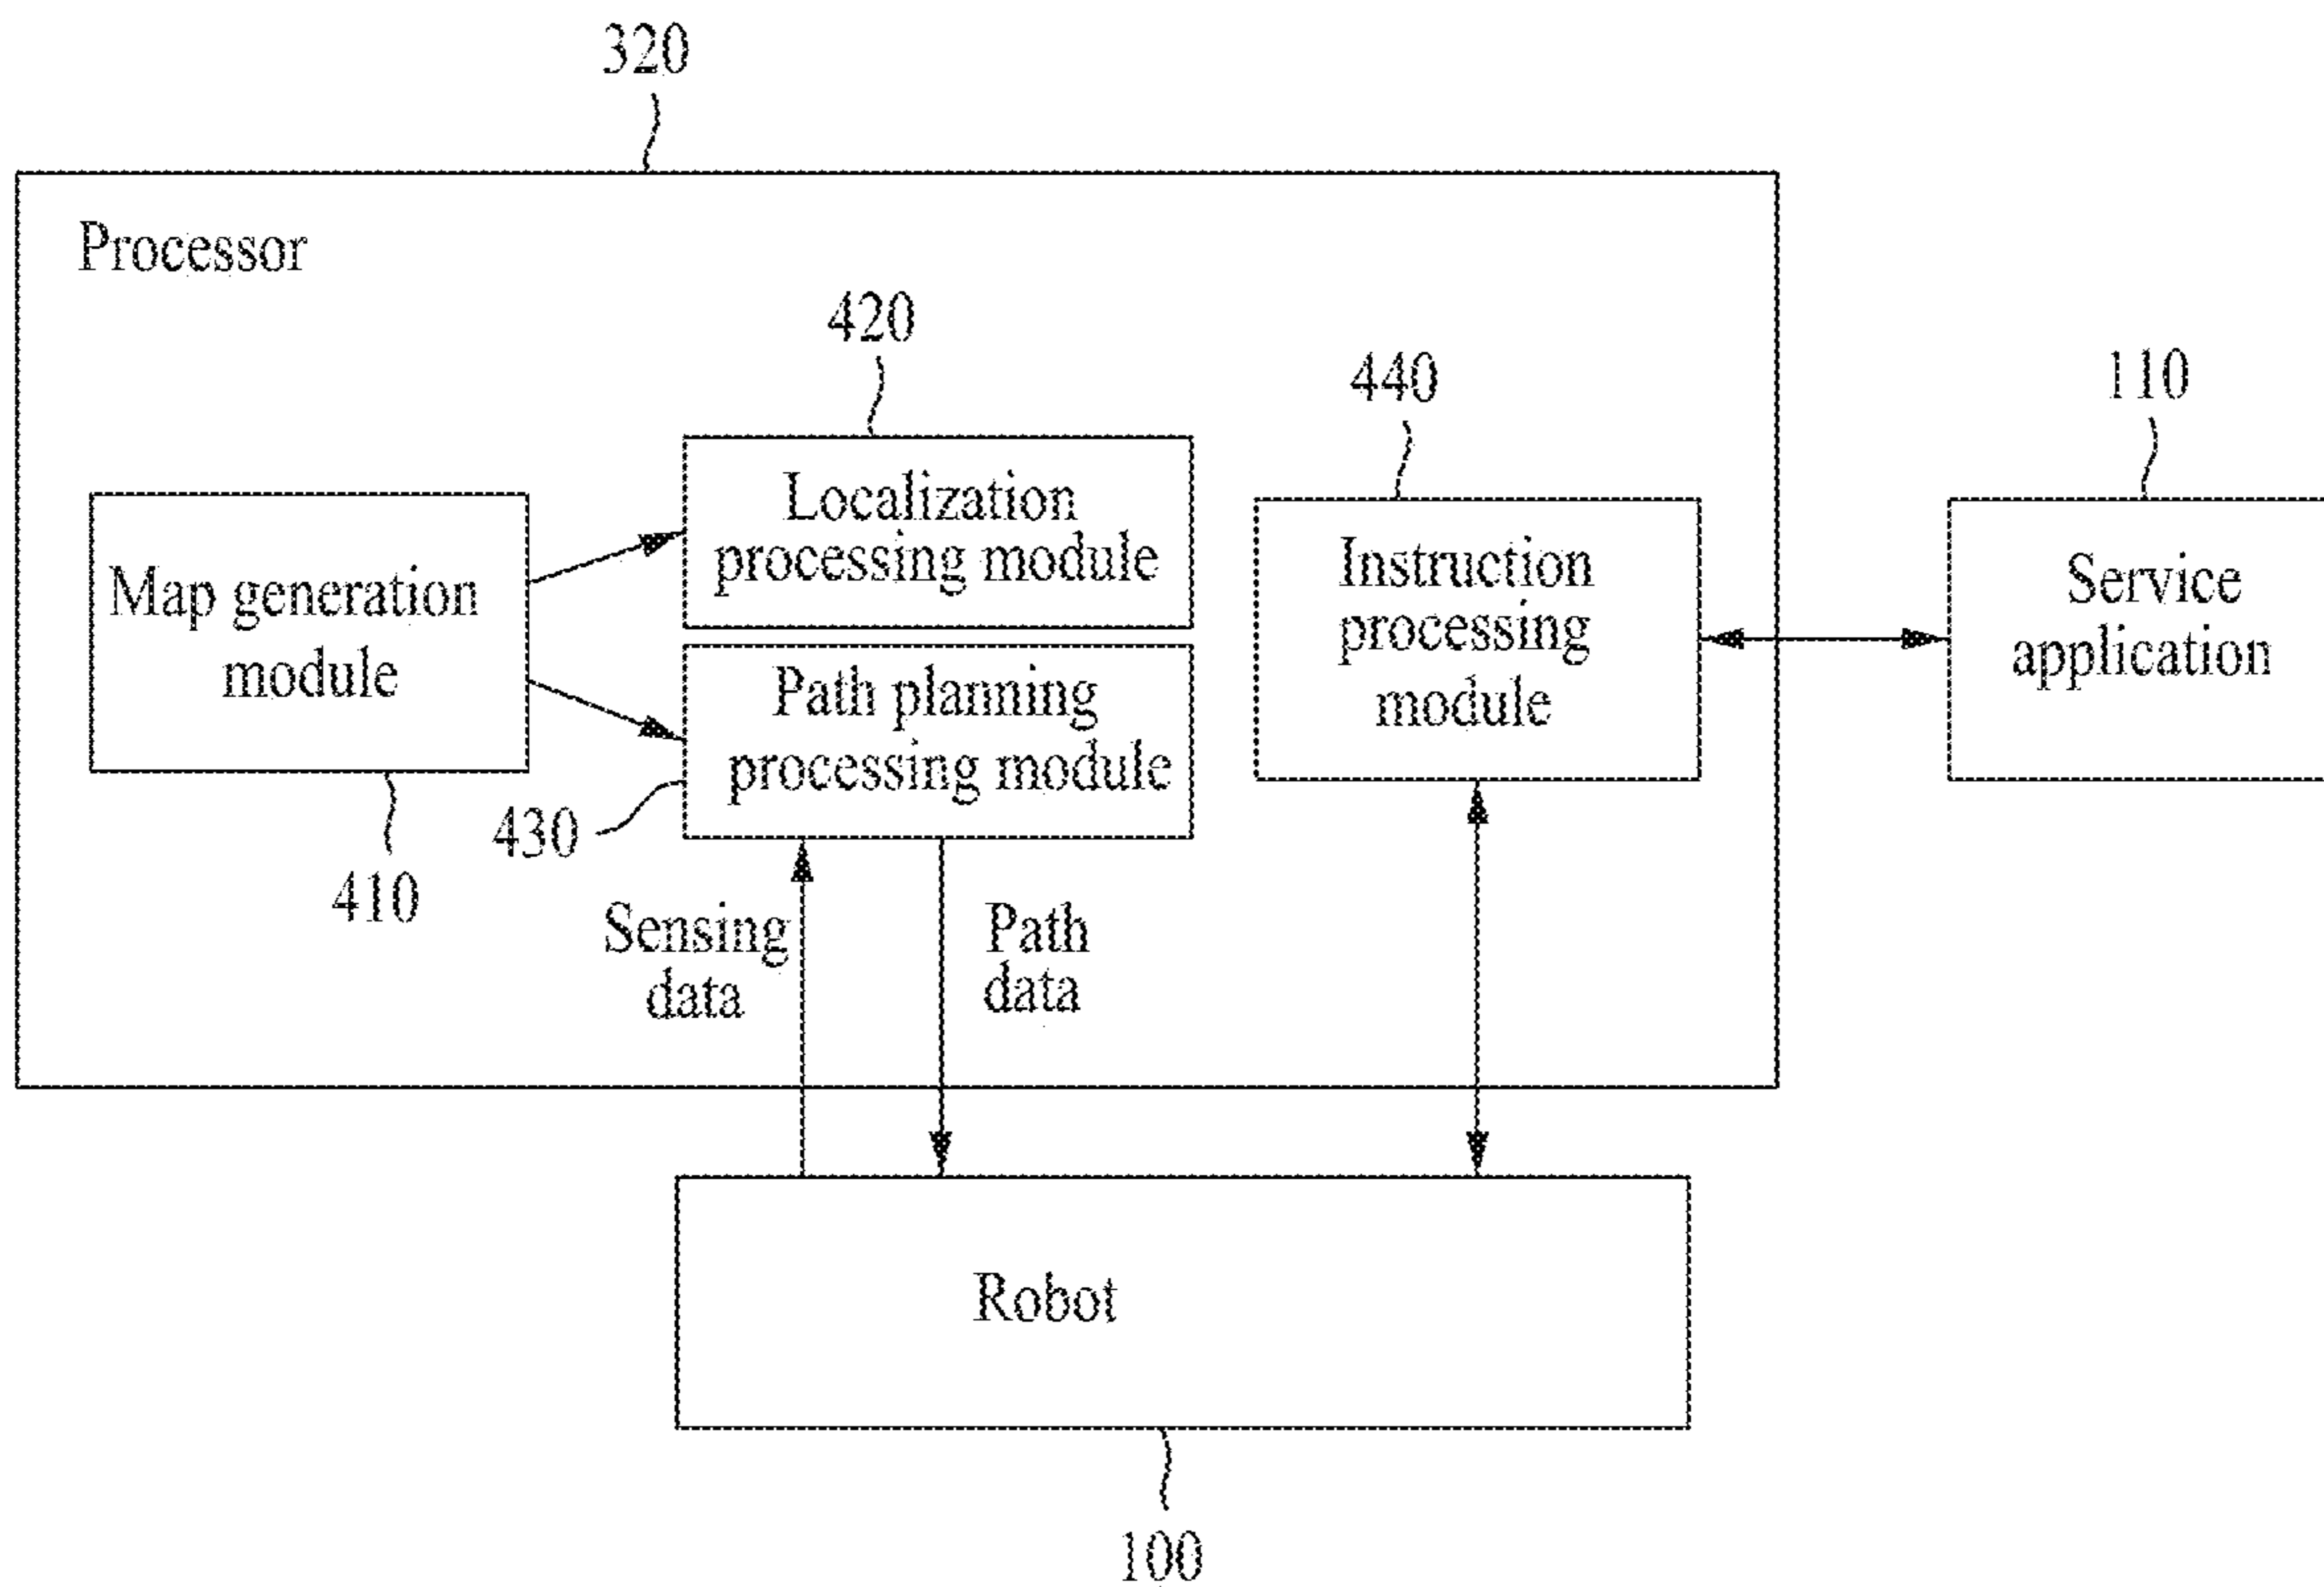 320
Processor
420
440
110
Localization
processing module
Map generation
module
Instruction
processing
module
Service
application
Path planning
processing module
430
410
Sensing
data
Path
data
Robot
100